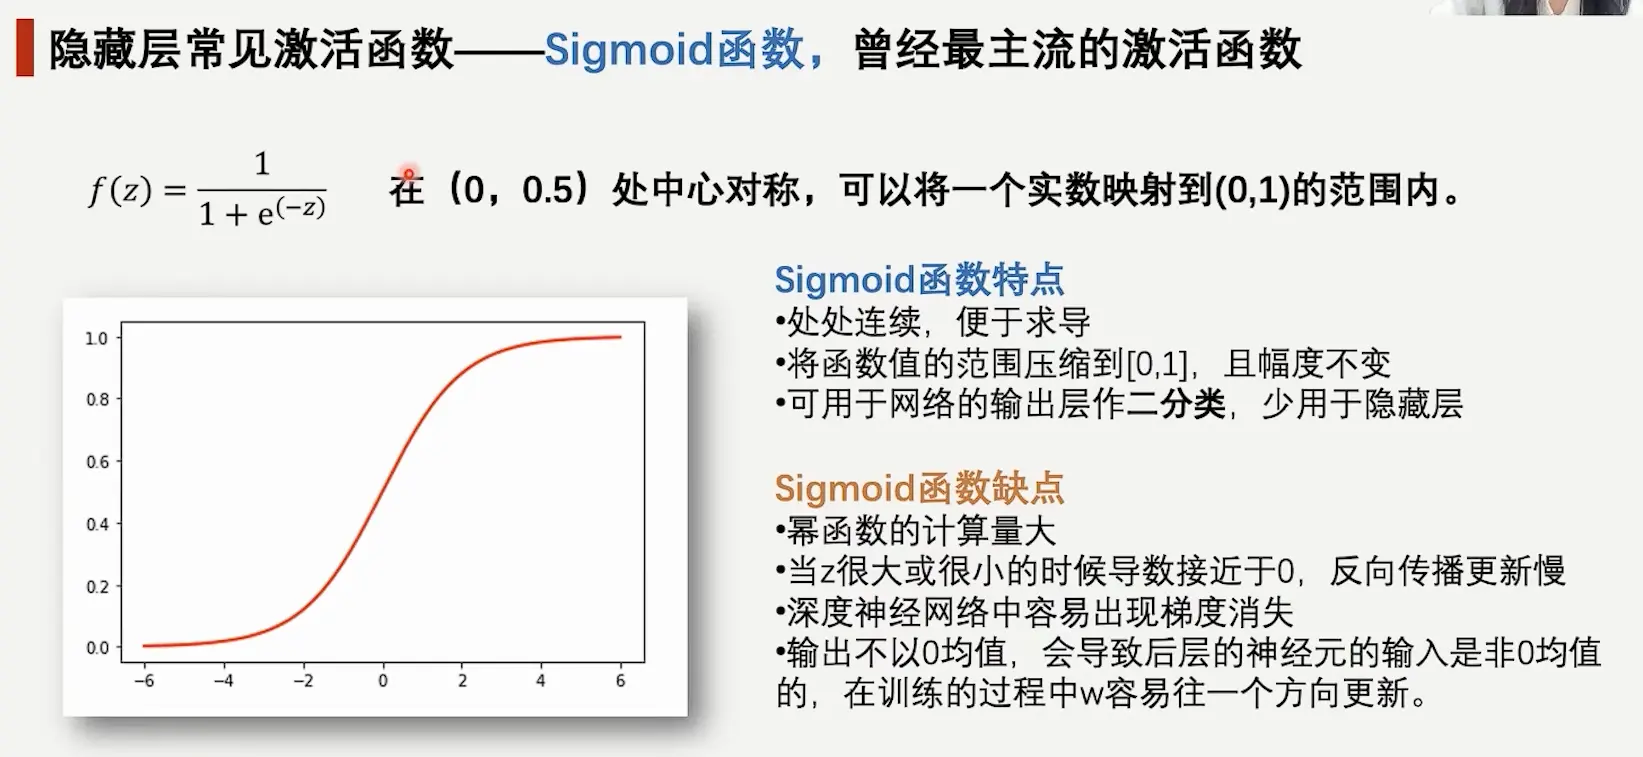 隐藏层常见激活函数——Sigmoid函数，曾经最主流的激活函数
f(z) = 1 / (1 + e^(−z))
在（0，0.5）处中心对称，可以将一个实数映射到(0,1)的范围内。
Sigmoid函数特点
•处处连续，便于求导
•将函数值的范围压缩到[0,1]，且幅度不变
•可用于网络的输出层作二分类，少用于隐藏层
Sigmoid函数缺点
•幂函数的计算量大
•当z很大或很小的时候导数接近于0，反向传播更新慢
•深度神经网络中容易出现梯度消失
•输出不以0均值，会导致后层的神经元的输入是非0均值
的，在训练的过程中w容易往一个方向更新。
1.0
0.8
0.6
0.4
0.2
0.0
−6 −4 −2 0 2 4 6